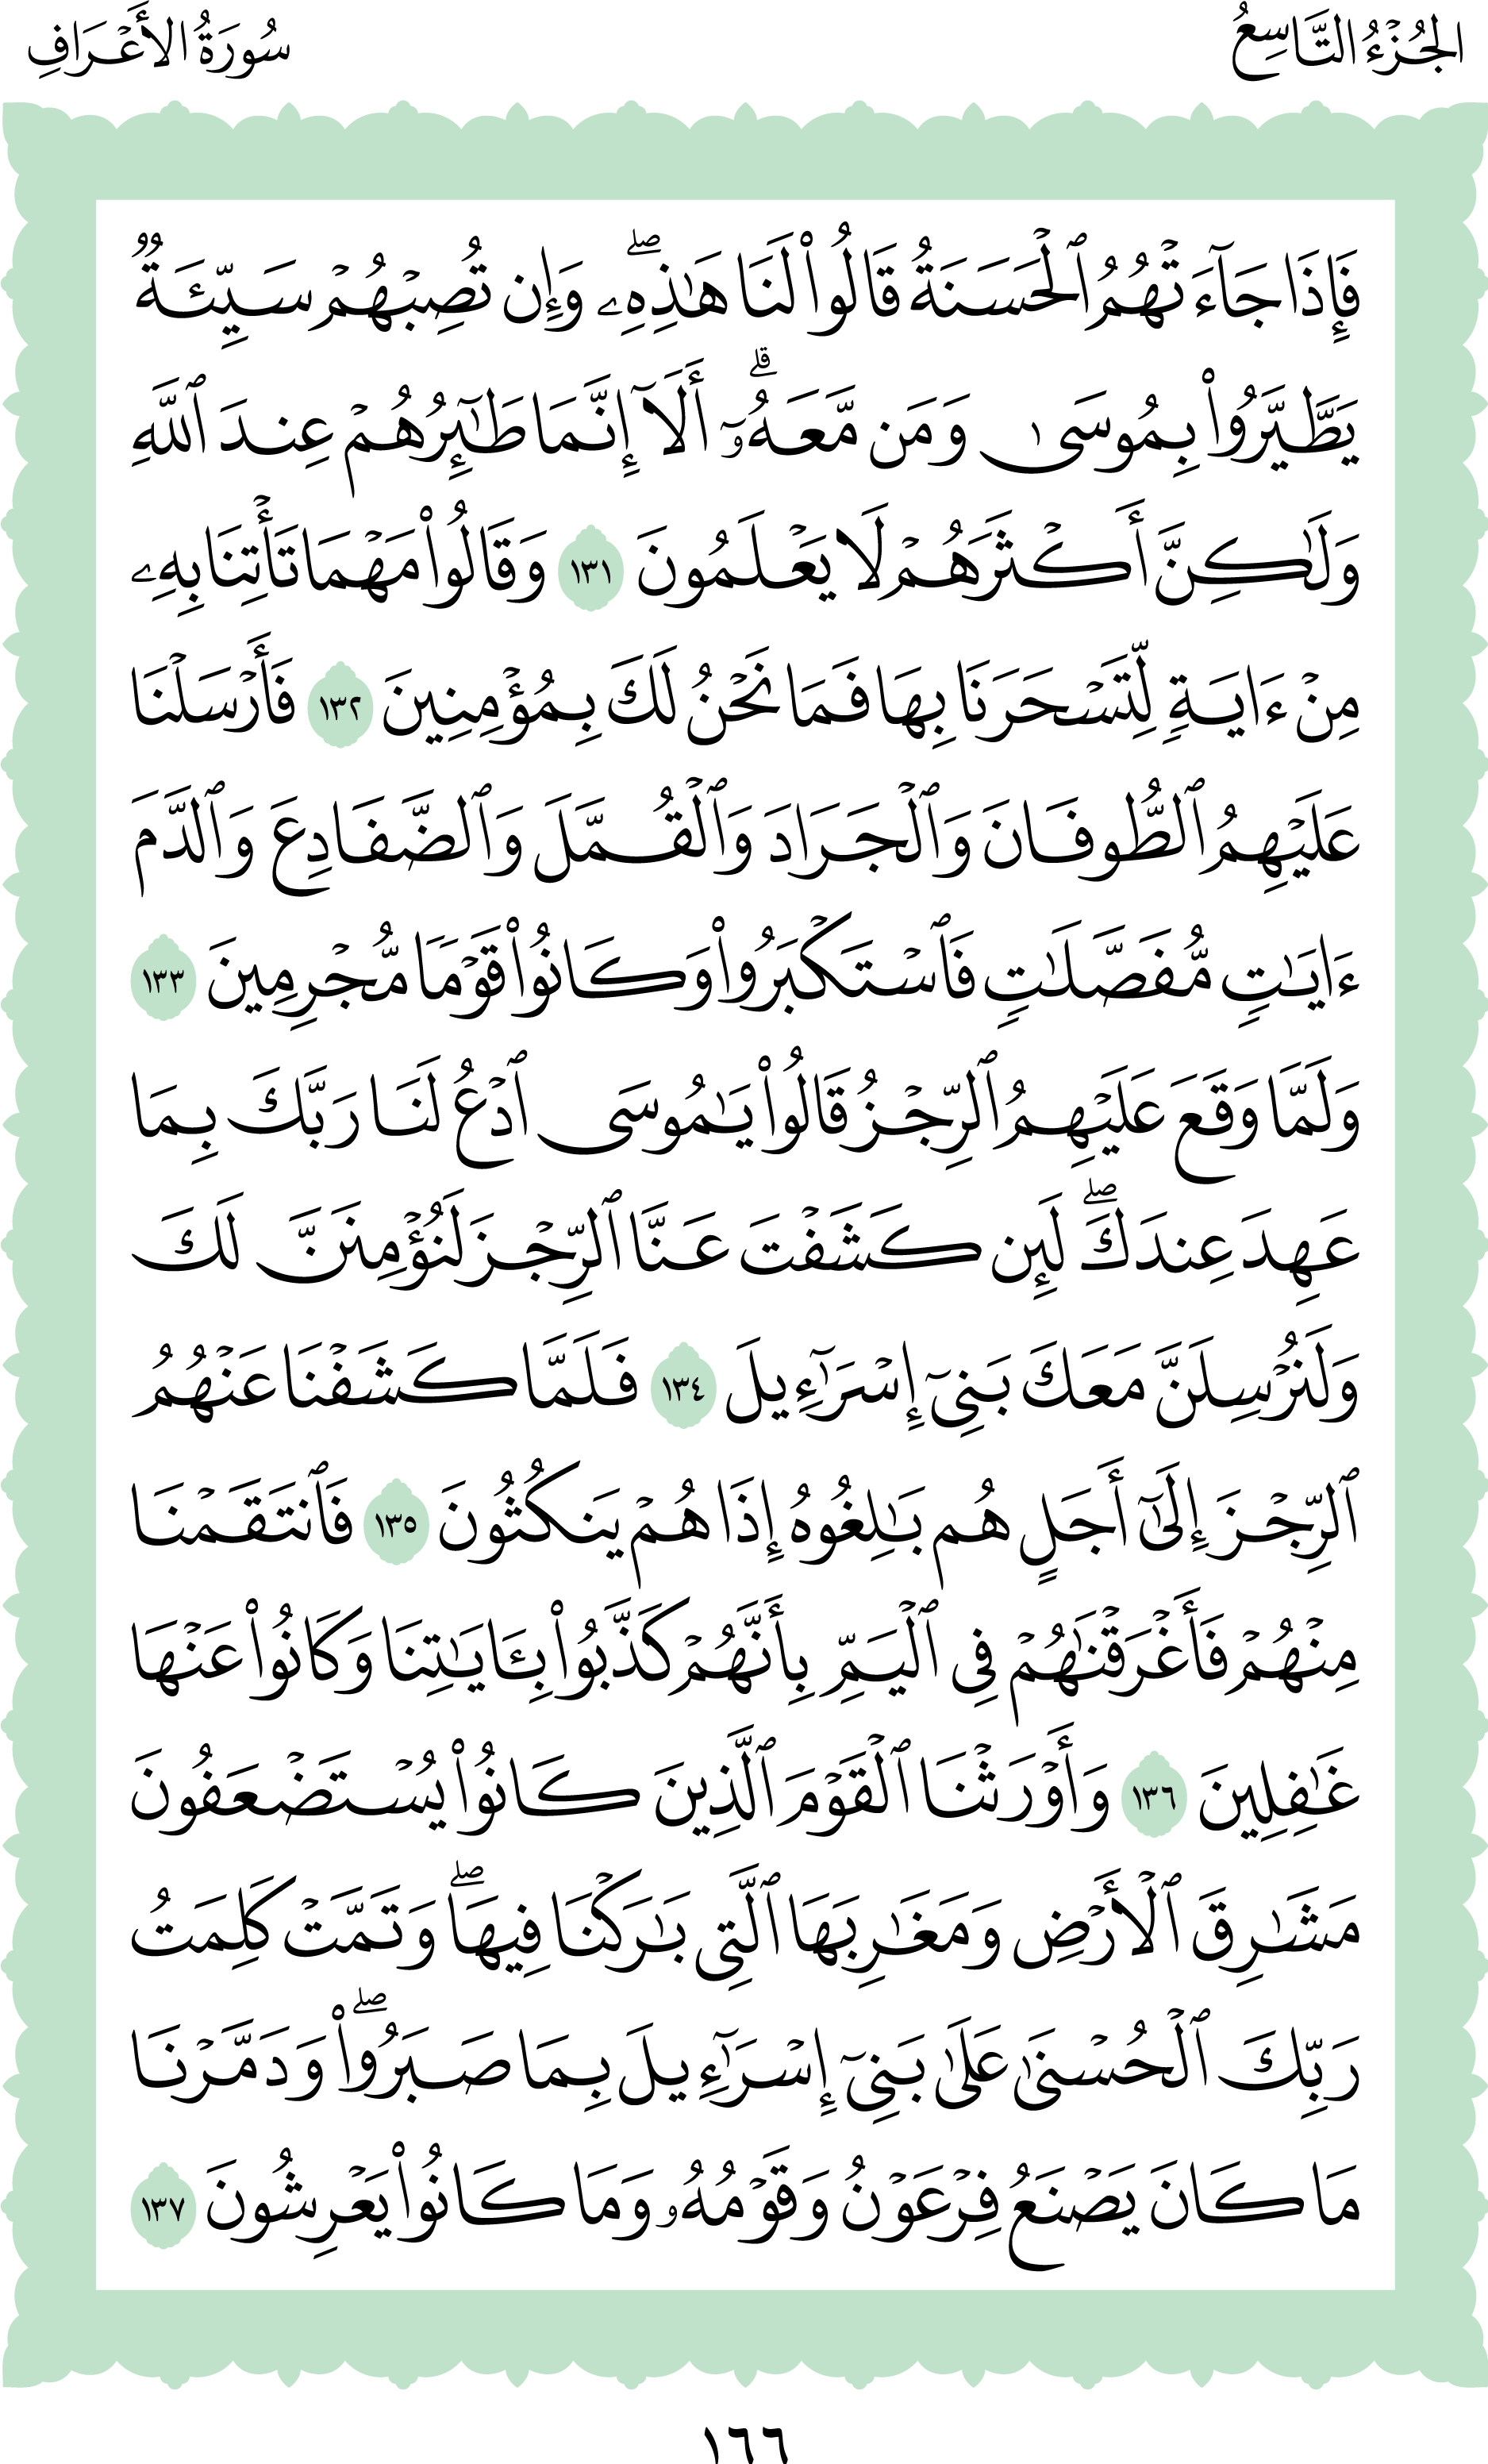 الجُزْءُ التَّاسِعُ
سُورَةُ الأَعْرَافِ
فَإِذَا جَآءَتْهُمُ ٱلْحَسَنَةُ قَالُوا۟ لَنَا هَـٰذِهِۦ ۖ وَإِن تُصِبْهُمْ سَيِّئَةٌ
يَطَّيَّرُوا۟ بِمُوسَىٰ وَمَن مَّعَهُۥٓ ۗ أَلَآ إِنَّمَا طَـٰٓئِرُهُمْ عِندَ ٱللَّهِ
وَلَـٰكِنَّ أَكْثَرَهُمْ لَا يَعْلَمُونَ ١٣١ وَقَالُوا۟ مَهْمَا تَأْتِنَا بِهِۦ
مِنْ ءَايَةٍ لِّتَسْحَرَنَا بِهَا فَمَا نَحْنُ لَكَ بِمُؤْمِنِينَ ١٣٢ فَأَرْسَلْنَا
عَلَيْهِمُ ٱلطُّوفَانَ وَٱلْجَرَادَ وَٱلْقُمَّلَ وَٱلضَّفَادِعَ وَٱلدَّمَ
ءَايَـٰتٍ مُّفَصَّلَـٰتٍ فَٱسْتَكْبَرُوا۟ وَكَانُوا۟ قَوْمًا مُّجْرِمِينَ ١٣٣
وَلَمَّا وَقَعَ عَلَيْهِمُ ٱلرِّجْزُ قَالُوا۟ يَـٰمُوسَى ٱدْعُ لَنَا رَبَّكَ بِمَا
عَهِدَ عِندَكَ ۖ لَئِن كَشَفْتَ عَنَّا ٱلرِّجْزَ لَنُؤْمِنَنَّ لَكَ
وَلَنُرْسِلَنَّ مَعَكَ بَنِىٓ إِسْرَـٰٓءِيلَ ١٣٤ فَلَمَّا كَشَفْنَا عَنْهُمُ
ٱلرِّجْزَ إِلَىٰٓ أَجَلٍ هُم بَـٰلِغُوهُ إِذَا هُمْ يَنكُثُونَ ١٣٥ فَٱنتَقَمْنَا
مِنْهُمْ فَأَغْرَقْنَـٰهُمْ فِى ٱلْيَمِّ بِأَنَّهُمْ كَذَّبُوا۟ بِـَٔايَـٰتِنَا وَكَانُوا۟ عَنْهَا
غَـٰفِلِينَ ١٣٦ وَأَوْرَثْنَا ٱلْقَوْمَ ٱلَّذِينَ كَانُوا۟ يُسْتَضْعَفُونَ
مَشَـٰرِقَ ٱلْأَرْضِ وَمَغَـٰرِبَهَا ٱلَّتِى بَـٰرَكْنَا فِيهَا ۖ وَتَمَّتْ كَلِمَتُ
رَبِّكَ ٱلْحُسْنَىٰ عَلَىٰ بَنِىٓ إِسْرَـٰٓءِيلَ بِمَا صَبَرُوا۟ ۖ وَدَمَّرْنَا
مَا كَانَ يَصْنَعُ فِرْعَوْنُ وَقَوْمُهُۥ وَمَا كَانُوا۟ يَعْرِشُونَ ١٣٧
١٦٦